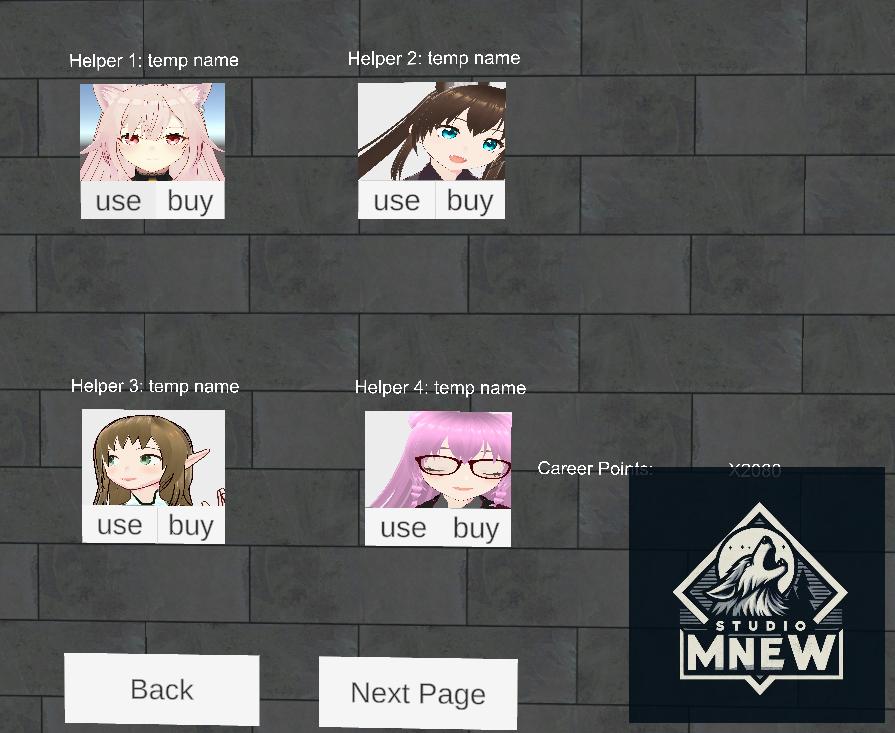 Helper 1: temp name
Helper 2: temp name
use buy
use buy
Helper 3: temp name
Helper 4: temp name
use buy
use buy
Career Points: X2080
STUDIO
MNEW
Back
Next Page